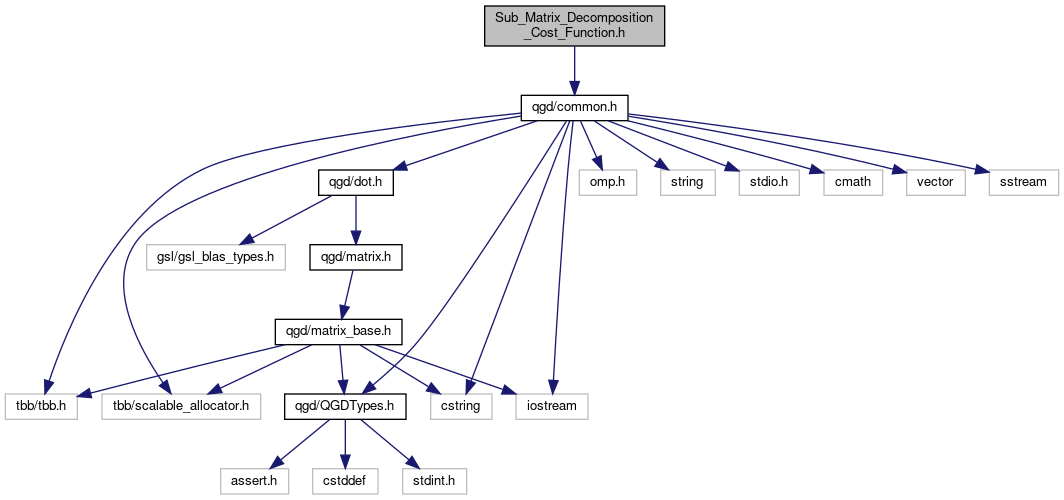 Sub_Matrix_Decomposition
_Cost_Function.h
qgd/common.h
qgd/dot.h
omp.h
string
stdio.h
cmath
vector
sstream
gsl/gsl_blas_types.h
qgd/matrix.h
qgd/matrix_base.h
tbb/tbb.h
tbb/scalable_allocator.h
qgd/QGDTypes.h
cstring
iostream
assert.h
cstddef
stdint.h